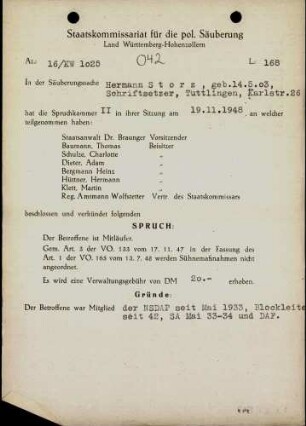 Staatskommissariat für die pol. Säuberung
Land Württemberg-Hohenzollern
Az. 16/KW 1025 042 L: 168
In der Säuberungssache Hermann Storz, geb.14.5.03,
Schriftsetzer, Tuttlingen, Karlstr.26
hat die Spruchkammer II in ihrer Sitzung am 19.11.1948, an welcher
teilgenommen haben:
Staatsanwalt Dr. Braunger Vorsitzender
Baumann, Thomas Beisitzer
Schulze, Charlotte „
Dieter, Adam „
Bergmann Heinz „
Hüttner, Hermann „
Klett, Martin „
Reg. Amtmann Wolfstetter Vertr. des Staatskommissars
beschlossen und verkündet folgenden
SPRUCH:
Der Betroffene ist Mitläufer.
Gem. Art. 3 der VO. 133 vom 17. 11. 47 in der Fassung des
Art. 1 der VO 165 vom 13. 7. 48 werden Sühnemaßnahmen nicht
angeordnet.
Es wird eine Verwaltungsgebühr von DM 20.- erhoben.
Gründe:
Der Betroffene war Mitglied der NSDAP seit Mai 1933, Blockleite
seit 42, SA Mai 33-34 und DAF.